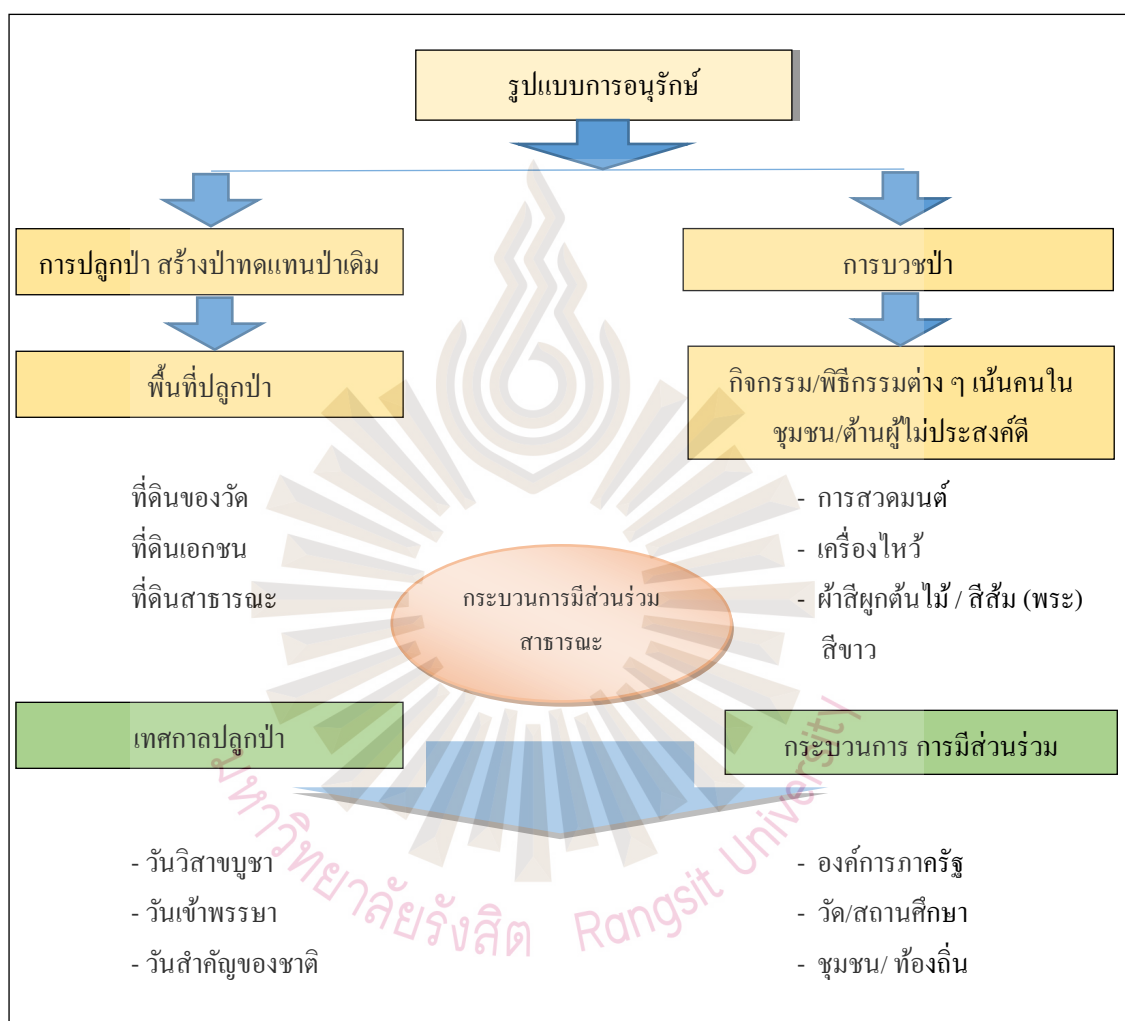 รูปแบบการอนุรักษ์
การปลูกป่า สร้างป่าทดแทนป่าเดิม
การบวชป่า
พื้นที่ปลูกป่า
กิจกรรม/พิธีกรรมต่าง ๆ เน้นคนใน
ชุมชน/ต้านผู้ไม่ประสงค์ดี
ที่ดินของวัด
ที่ดินเอกชน
ที่ดินสาธารณะ
- การสวดมนต์
- เครื่องไหว้
- ผ้าสีผูกต้นไม้ / สีส้ม (พระ)
สีขาว
กระบวนการมีส่วนร่วม
สาธารณะ
เทศกาลปลูกป่า
กระบวนการ การมีส่วนร่วม
- วันวิสาขบูชา
- วันเข้าพรรษา
- วันสำคัญของชาติ
- องค์การภาครัฐ
- วัด/สถานศึกษา
- ชุมชน/ ท้องถิ่น
มหาวิทยาลัยรังสิต Rangsit University